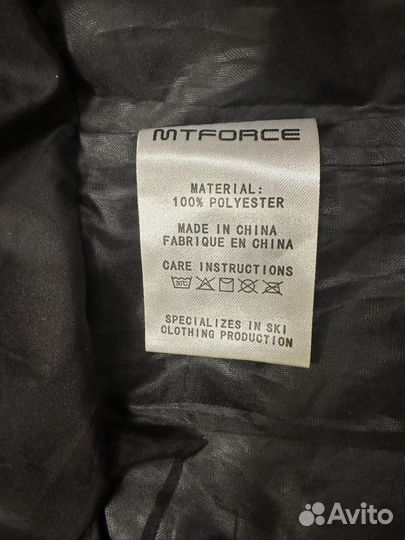 MTFORCE
MATERIAL:
100% POLYESTER
MADE IN CHINA
FABRIQUE EN CHINA
CARE INSTRUCTIONS
30°C
SPECIALIZES IN SKI
CLOTHING PRODUCTION
Avito